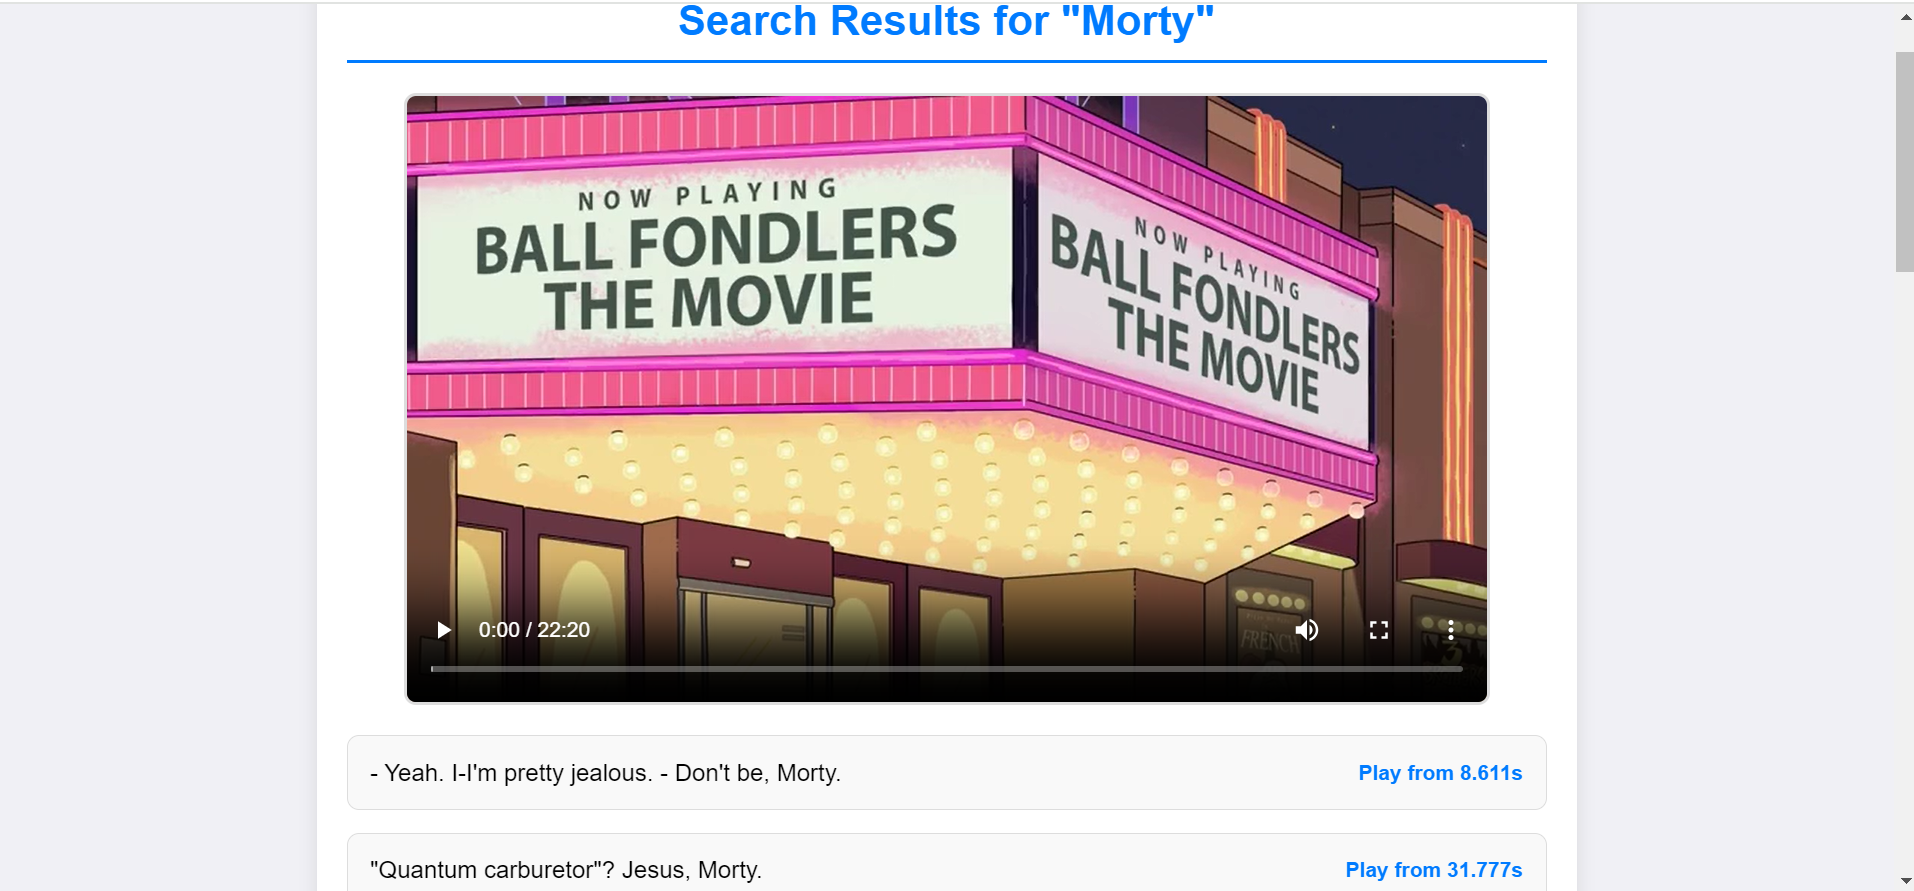 Search Results for "Morty"
NOW PLAYING
BALL FONDLERS
THE MOVIE
NOW PLAYING
BALL FONDLERS
THE MOVIE
FRENCH
3
0:00 / 22:20
- Yeah. I-I'm pretty jealous. - Don't be, Morty.
Play from 8.611s
"Quantum carburetor"? Jesus, Morty.
Play from 31.777s